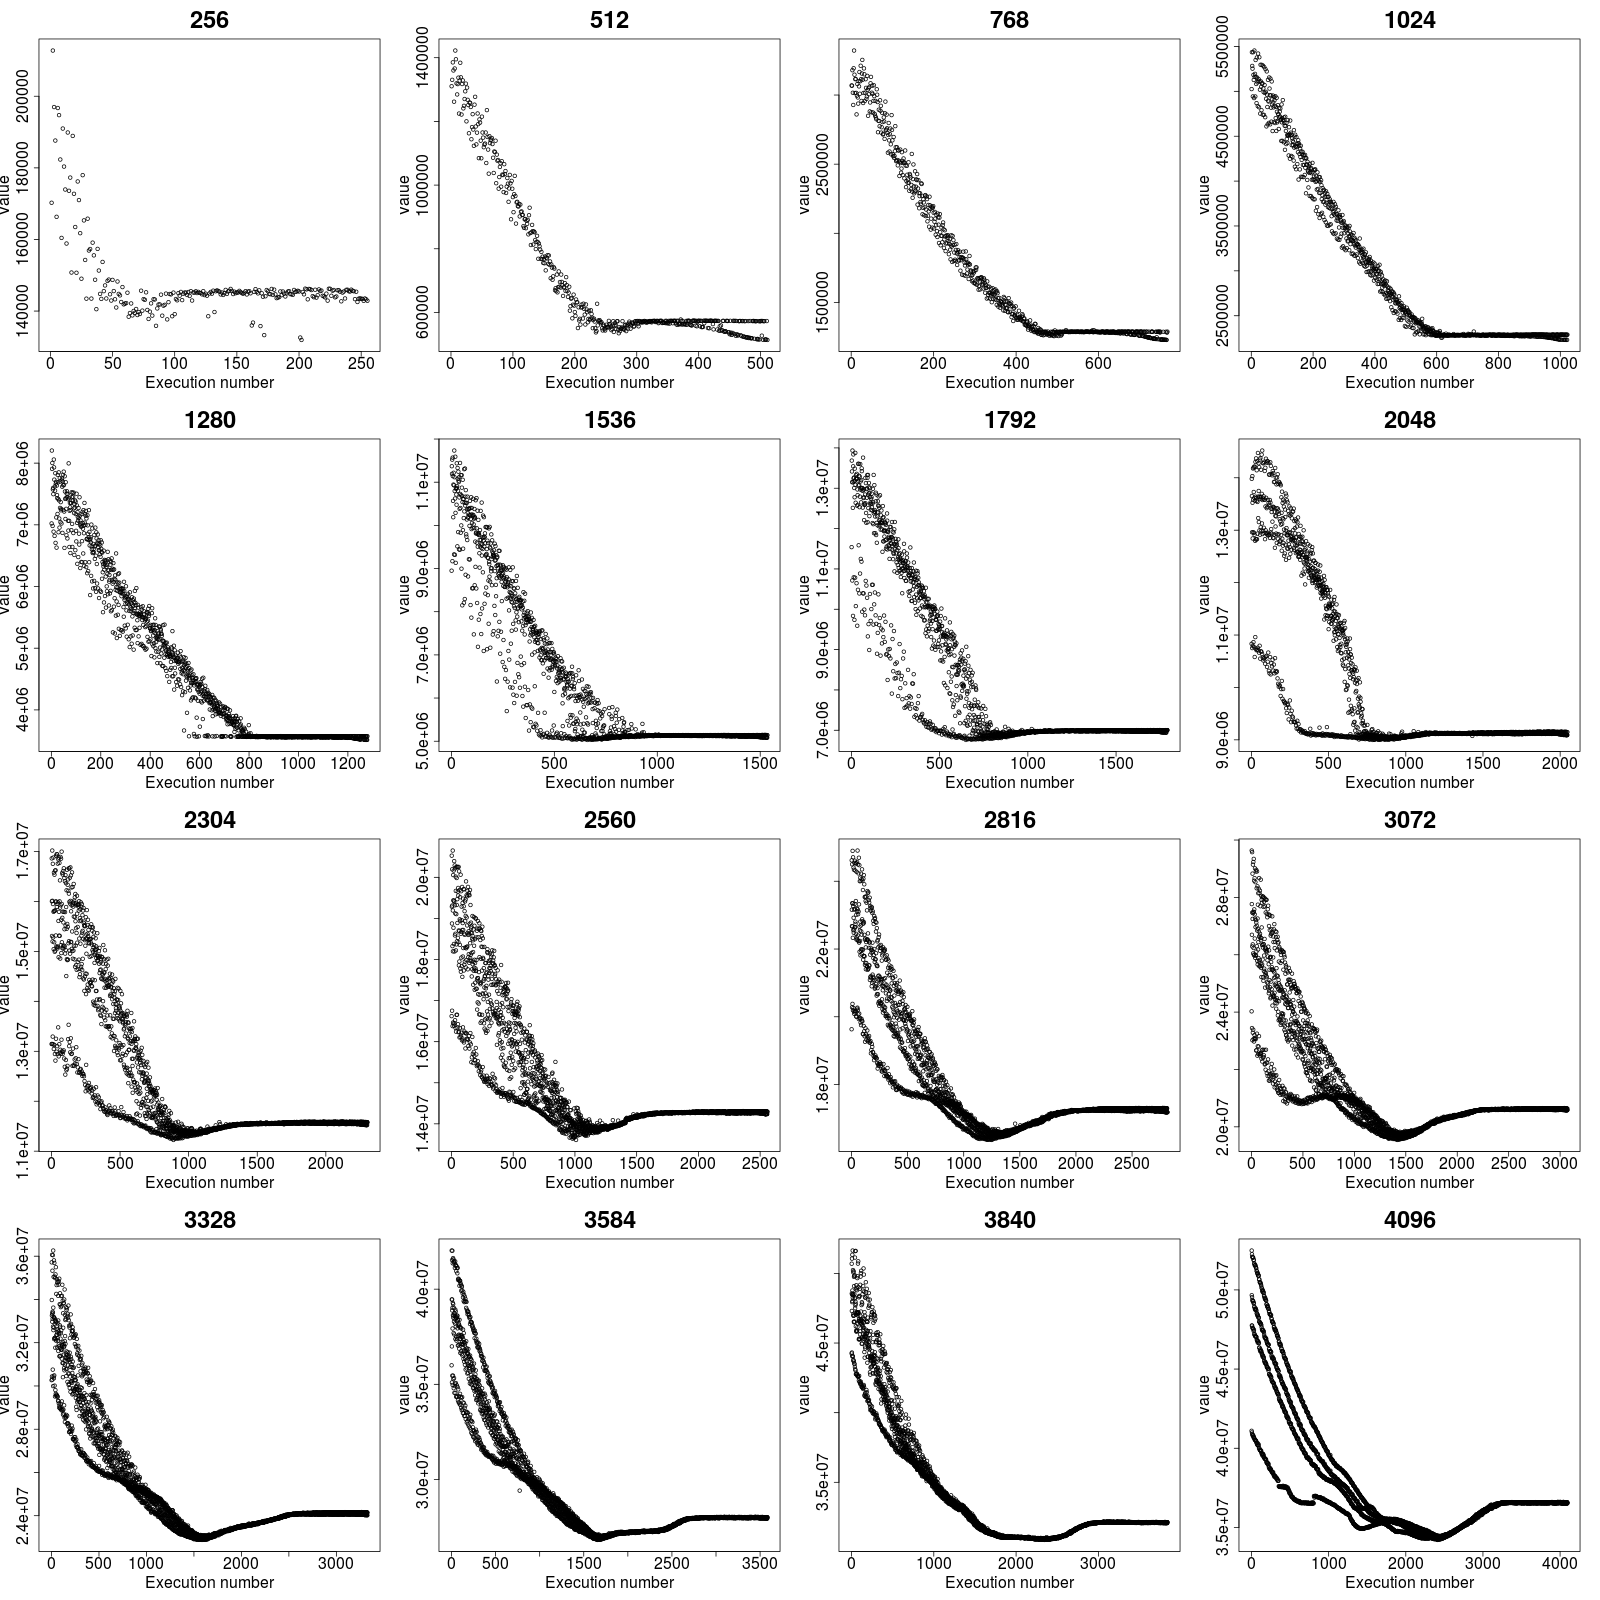 256 512 768 1024
value 140000 160000 180000 200000
0 50 100 150 200 250
Execution number
value 600000 1000000 1400000
0 100 200 300 400 500
Execution number
value 1500000 2500000
0 200 400 600
Execution number
value 2500000 3500000 4500000 5500000
0 200 400 600 800 1000
Execution number
1280 1536 1792 2048
value 4e+06 5e+06 6e+06 7e+06 8e+06
0 200 400 600 800 1000 1200
Execution number
value 5.0e+06 7.0e+06 9.0e+06 1.1e+07
0 500 1000 1500
Execution number
value 7.0e+06 9.0e+06 1.1e+07 1.3e+07
0 500 1000 1500
Execution number
value 9.0e+06 1.1e+07 1.3e+07
0 500 1000 1500 2000
Execution number
2304 2560 2816 3072
value 1.1e+07 1.3e+07 1.5e+07 1.7e+07
0 500 1000 1500 2000
Execution number
value 1.4e+07 1.6e+07 1.8e+07 2.0e+07
0 500 1000 1500 2000 2500
Execution number
value 1.8e+07 2.2e+07
0 500 1000 1500 2000 2500
Execution number
value 2.0e+07 2.4e+07 2.8e+07
0 500 1000 1500 2000 2500 3000
Execution number
3328 3584 3840 4096
value 2.4e+07 2.8e+07 3.2e+07 3.6e+07
0 500 1000 2000 3000
Execution number
value 3.0e+07 3.5e+07 4.0e+07
0 500 1500 2500 3500
Execution number
value 3.5e+07 4.5e+07
0 1000 2000 3000
Execution number
value 3.5e+07 4.0e+07 4.5e+07 5.0e+07
0 1000 2000 3000 4000
Execution number